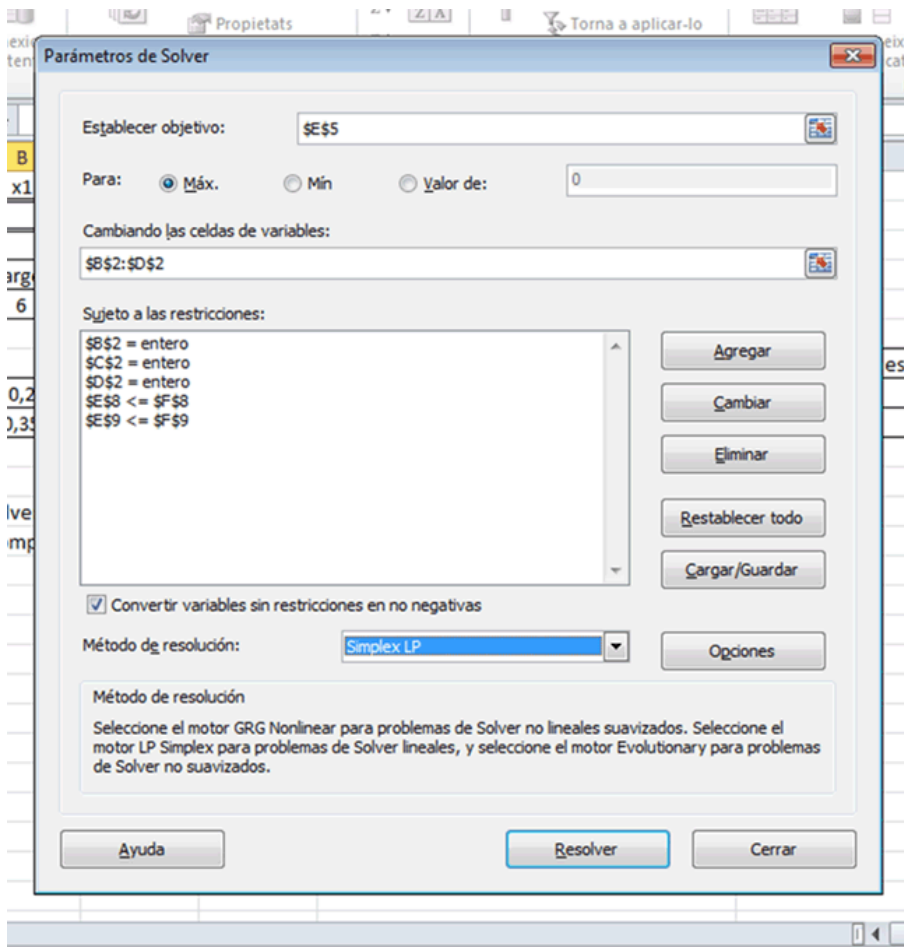 Propietats
Torna a aplicar-lo
Parámetros de Solver
B
x1
6
0,2
0,35
Establecer objetivo:
$E$5
Para:
Máx.
Mín
Valor de:
0
Cambiando las celdas de variables:
$B$2:$D$2
Sujeto a las restricciones:
$B$2 = entero
$C$2 = entero
$D$2 = entero
$E$8 <= $F$8
$E$9 <= $F$9
Agregar
Cambiar
Eliminar
Restablecer todo
Cargar/Guardar
Convertir variables sin restricciones en no negativas
Método de resolución:
Simplex LP
Opciones
Método de resolución
Seleccione el motor GRG Nonlinear para problemas de Solver no lineales suavizados. Seleccione el
motor LP Simplex para problemas de Solver lineales, y seleccione el motor Evolutionary para problemas
de Solver no suavizados.
Ayuda
Resolver
Cerrar